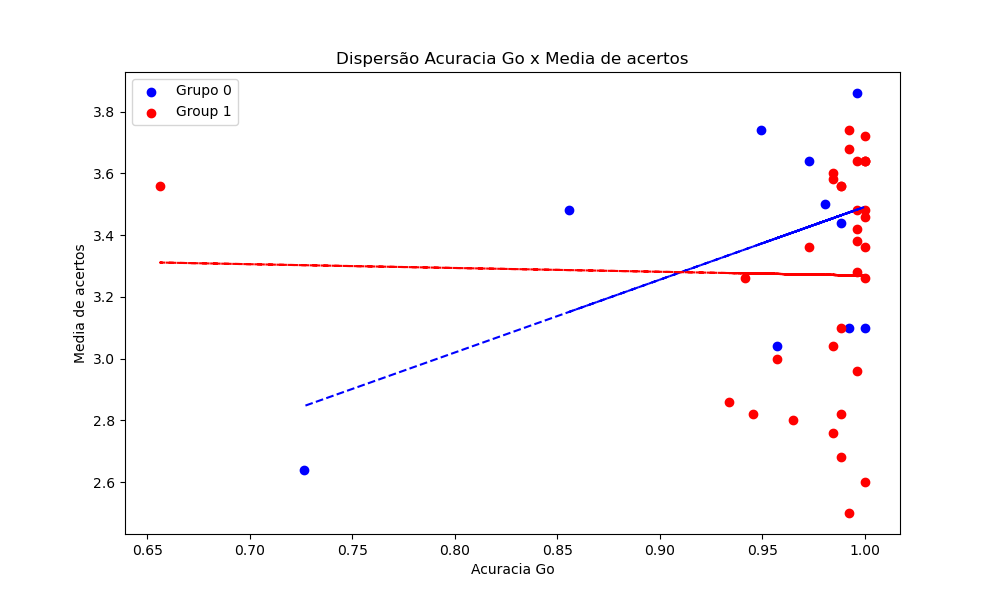 Dispersão Acuracia Go x Media de acertos
Grupo 0
Group 1
3.8
3.6
3.4
3.2
3.0
2.8
2.6
Media de acertos
0.65 0.70 0.75 0.80 0.85 0.90 0.95 1.00
Acuracia Go